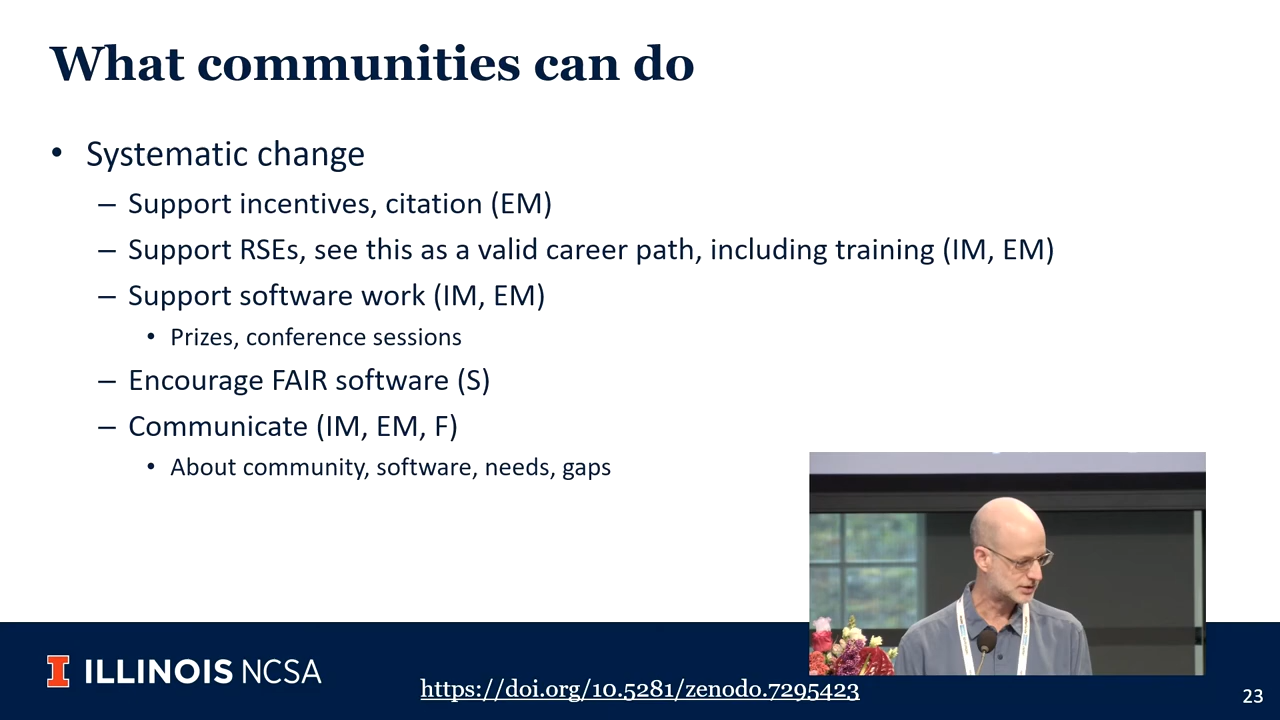 What communities can do
• Systematic change
– Support incentives, citation (EM)
– Support RSEs, see this as a valid career path, including training (IM, EM)
– Support software work (IM, EM)
• Prizes, conference sessions
– Encourage FAIR software (S)
– Communicate (IM, EM, F)
• About community, software, needs, gaps
I ILLINOIS NCSA
https://doi.org/10.5281/zenodo.7295423
23